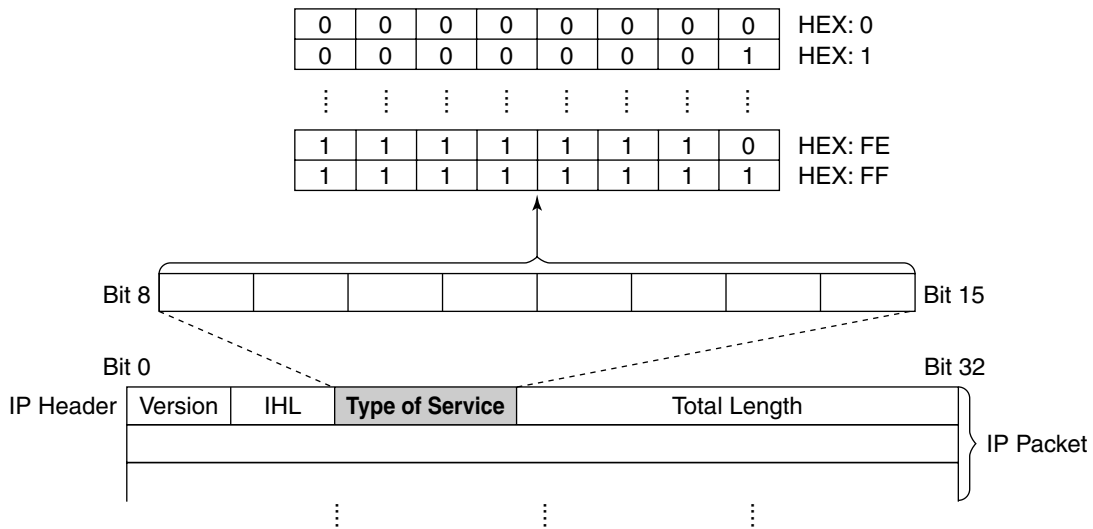 0 0 0 0 0 0 0 0 HEX: 0
0 0 0 0 0 0 0 1 HEX: 1
1 1 1 1 1 1 1 0 HEX: FE
1 1 1 1 1 1 1 1 HEX: FF
Bit 8 Bit 15
Bit 0 Bit 32
IP Header Version IHL Type of Service Total Length
IP Packet